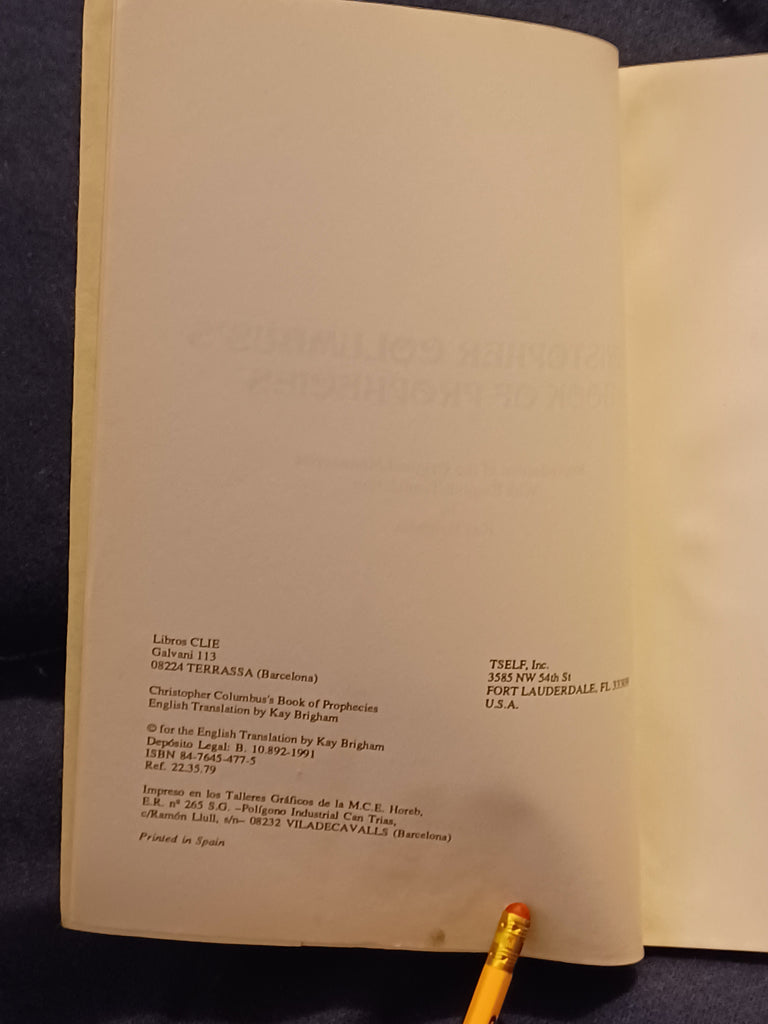 Libros CLIE
Galvani 113
08224 TERRASSA (Barcelona)
Christopher Columbus's Book of Prophecies
English Translation by Kay Brigham
© for the English Translation by Kay Brigham
Depósito Legal: B. 10.892-1991
ISBN 84-7645-477-5
Ref. 22.35.79
Impreso en los Talleres Gráficos de la M.C.E. Horeb,
E.R. nº 265 S.G. –Polígono Industrial Can Trias,
c/Ramón Llull, s/n– 08232 VILADECAVALLS (Barcelona)
Printed in Spain
TSELF, Inc.
3585 NW 54th St
FORT LAUDERDALE, FL
U.S.A.